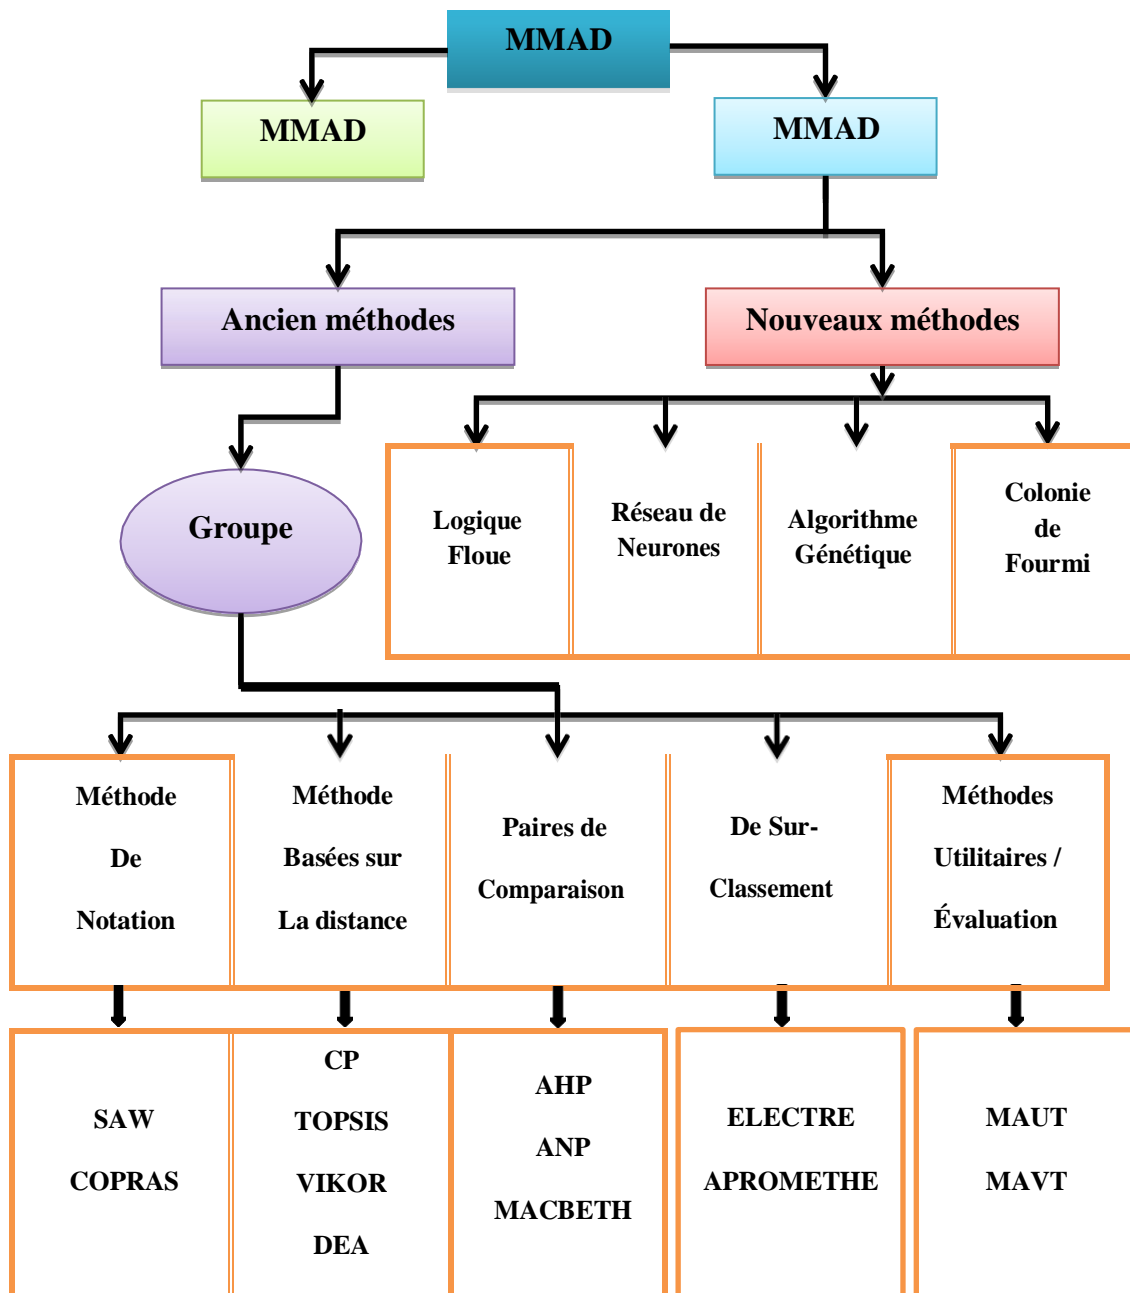 MMAD
MMAD
MMAD
Ancien méthodes
Nouveaux méthodes
Groupe
Logique
Floue
Réseau de
Neurones
Algorithme
Génétique
Colonie
de
Fourmi
Méthode
De
Notation
Méthode
Basées sur
La distance
Paires de
Comparaison
De Sur-
Classement
Méthodes
Utilitaires /
Évaluation
SAW
COPRAS
CP
TOPSIS
VIKOR
DEA
AHP
ANP
MACBETH
ELECTRE
APROMETHE
MAUT
MAVT